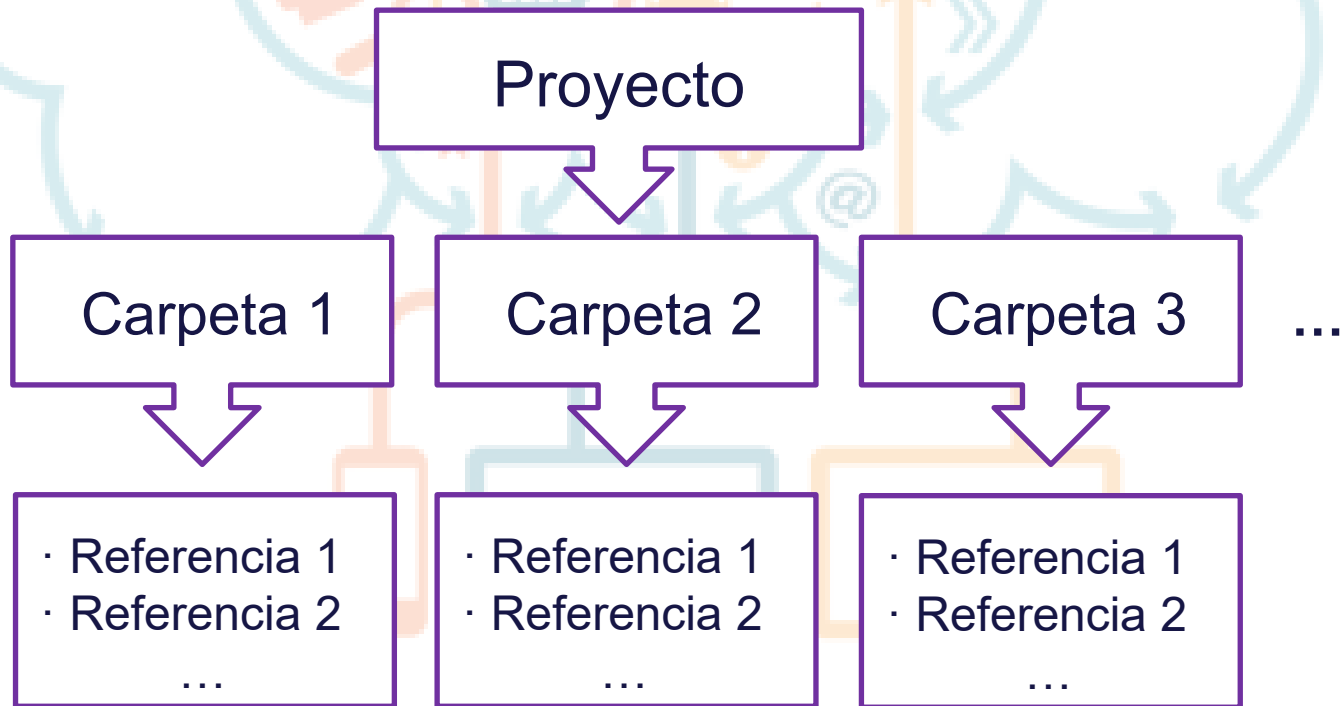 Proyecto
@
Carpeta 1
Carpeta 2
Carpeta 3
...
· Referencia 1
· Referencia 2
...
· Referencia 1
· Referencia 2
...
· Referencia 1
· Referencia 2
...